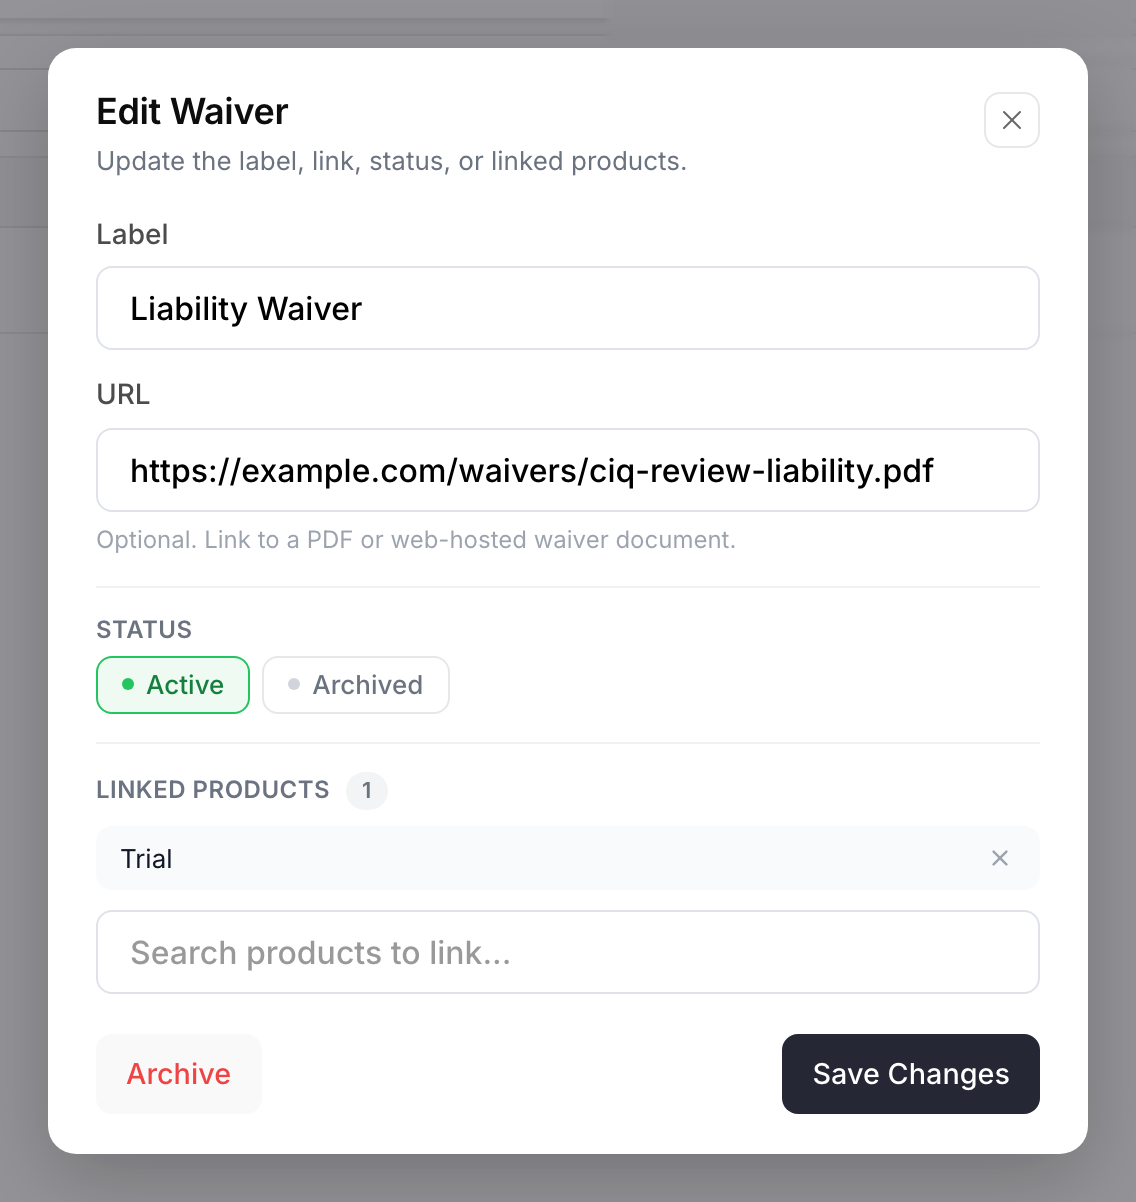 Edit Waiver
Update the label, link, status, or linked products.
Label
Liability Waiver
URL
https://example.com/waivers/ciq-review-liability.pdf
Optional. Link to a PDF or web-hosted waiver document.
STATUS
Active
Archived
LINKED PRODUCTS 1
Trial
Search products to link...
Archive
Save Changes